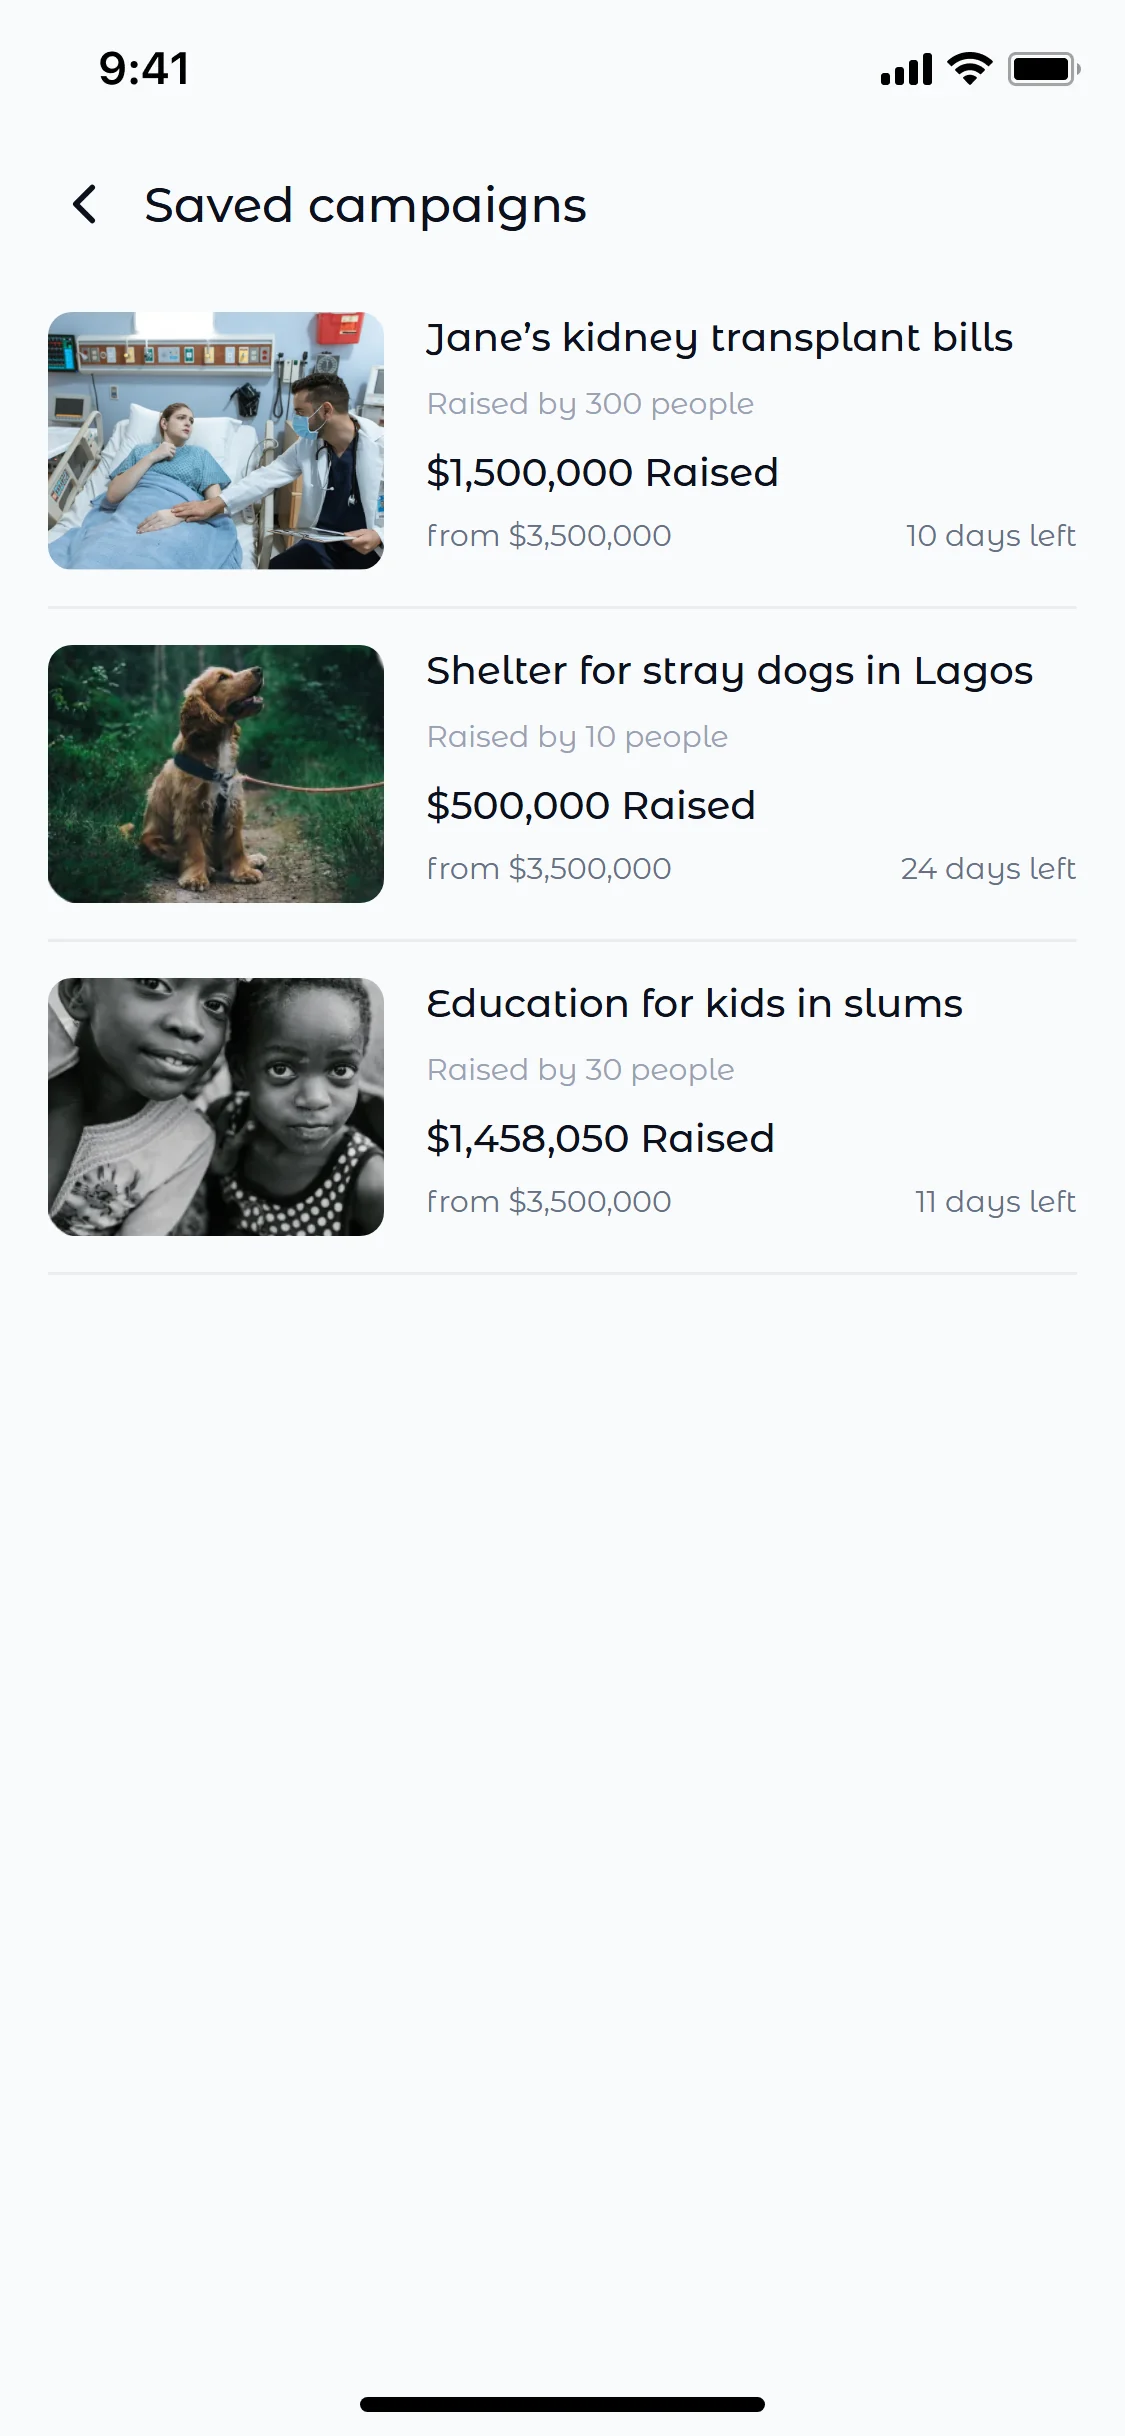 9:41
Saved campaigns
Jane’s kidney transplant bills
Raised by 300 people
$1,500,000 Raised
from $3,500,000 10 days left
Shelter for stray dogs in Lagos
Raised by 10 people
$500,000 Raised
from $3,500,000 24 days left
Education for kids in slums
Raised by 30 people
$1,458,050 Raised
from $3,500,000 11 days left